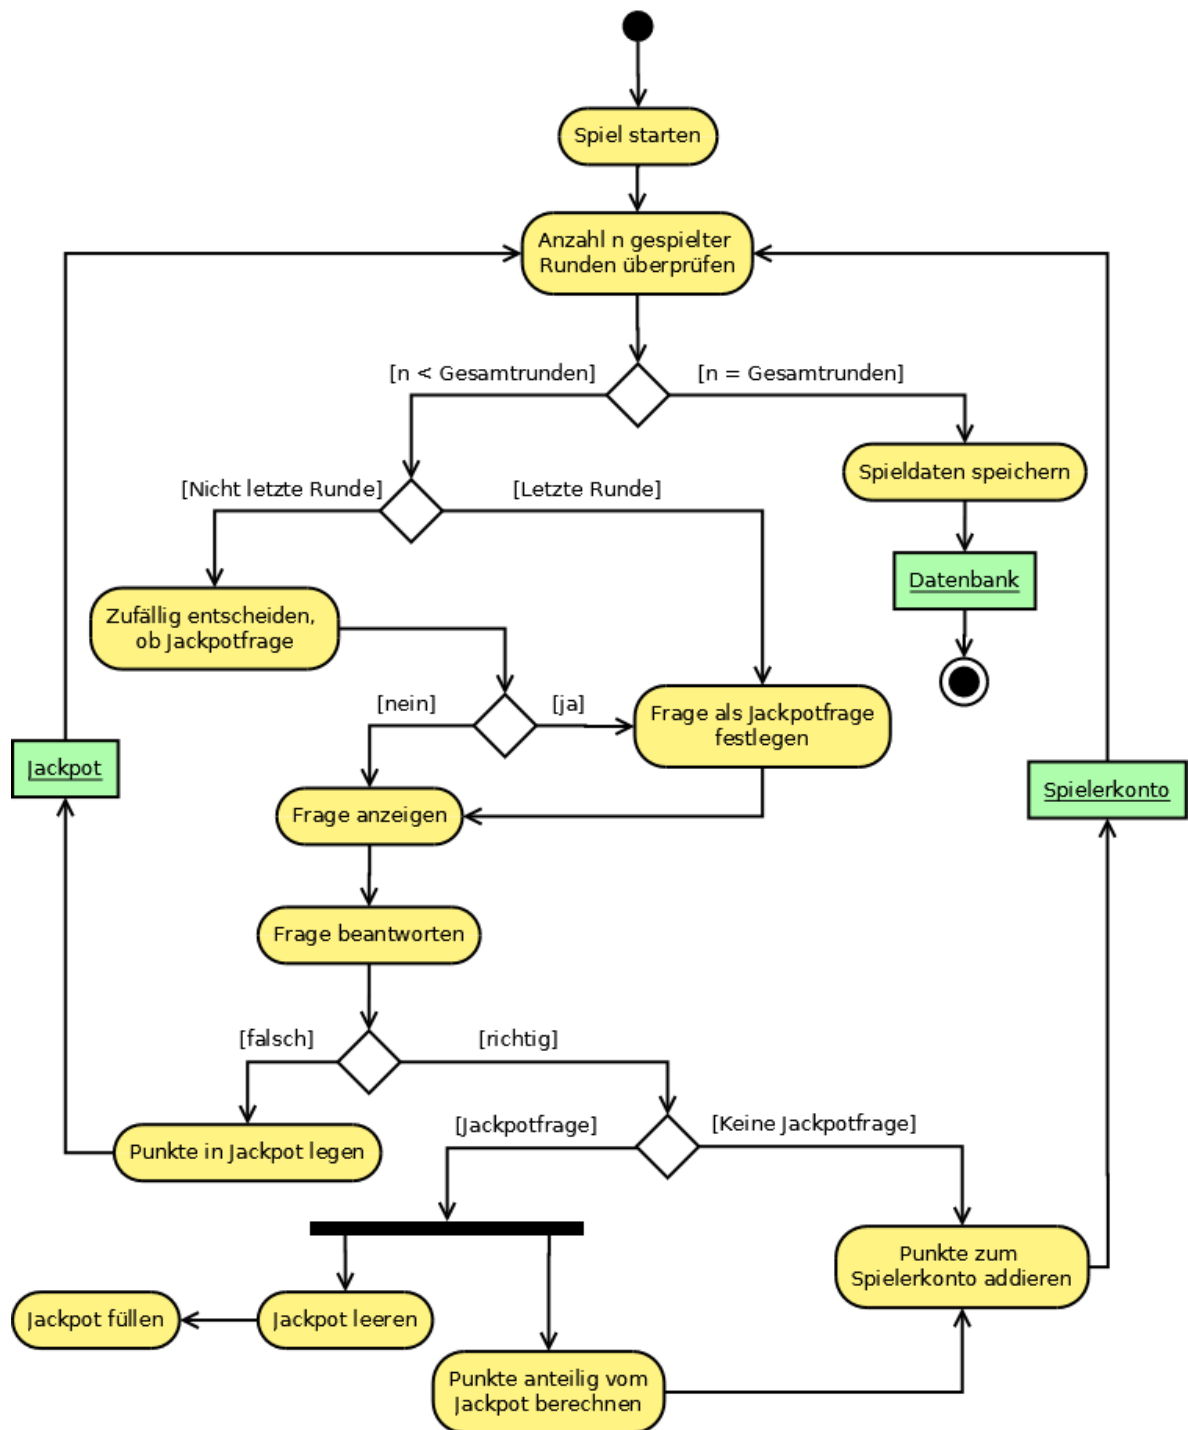 Spiel starten
Anzahl n gespielter
Runden überprüfen
[n < Gesamtrunden]
[n = Gesamtrunden]
Spieldaten speichern
[Nicht letzte Runde]
[Letzte Runde]
Datenbank
Zufällig entscheiden,
ob Jackpotfrage
[nein]
[ja]
Frage als Jackpotfrage
festlegen
Jackpot
Spielerkonto
Frage anzeigen
Frage beantworten
[falsch]
[richtig]
Punkte in Jackpot legen
[Jackpotfrage]
[Keine Jackpotfrage]
Punkte zum
Spielerkonto addieren
Jackpot füllen
Jackpot leeren
Punkte anteilig vom
Jackpot berechnen